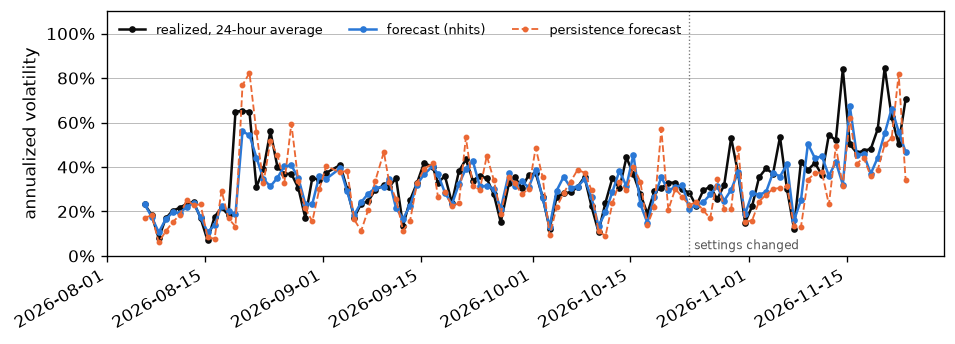 realized, 24-hour average
forecast (nhits)
persistence forecast
annualized volatility
100%
80%
60%
40%
20%
0%
settings changed
2026-08-01
2026-08-15
2026-09-01
2026-09-15
2026-10-01
2026-10-15
2026-11-01
2026-11-15